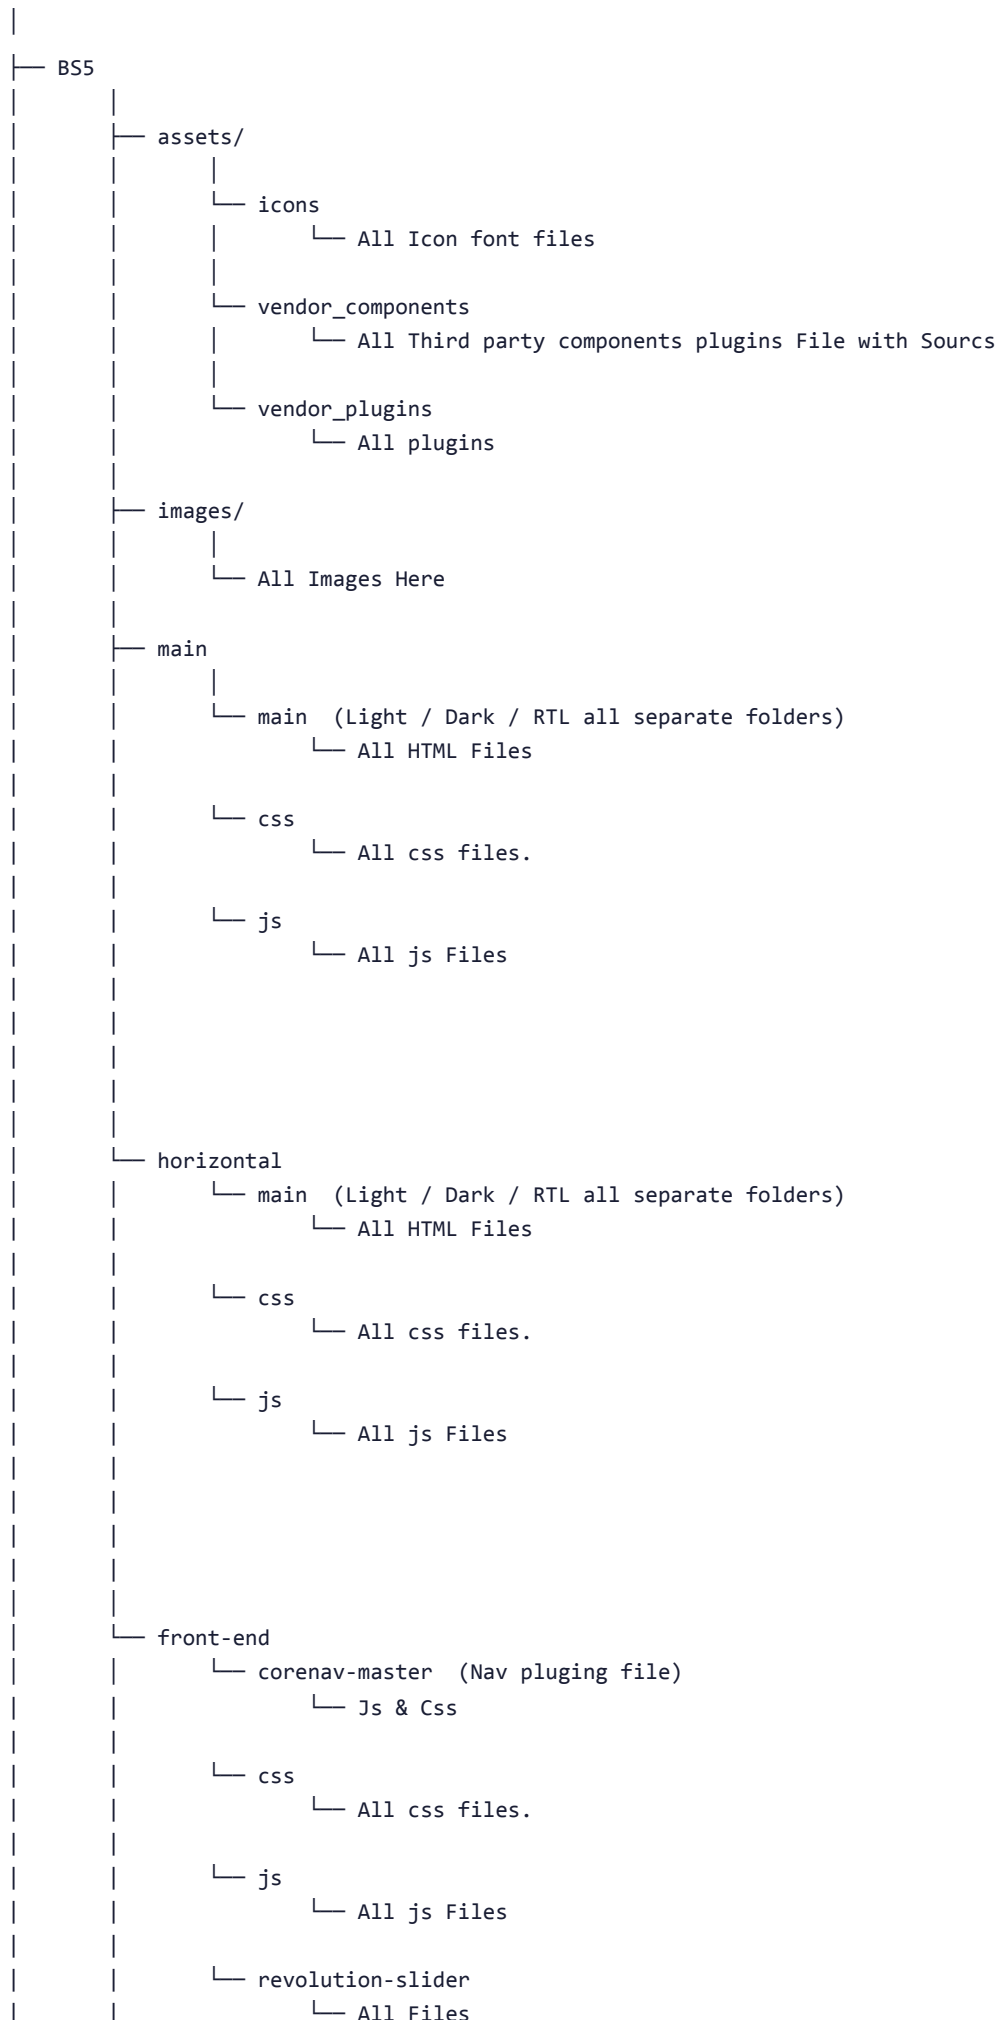 BS5
assets/
icons
All Icon font files
vendor_components
All Third party components plugins File with Sourcs
vendor_plugins
All plugins
images/
All Images Here
main
main (Light / Dark / RTL all separate folders)
All HTML Files
css
All css files.
js
All js Files
horizontal
main (Light / Dark / RTL all separate folders)
All HTML Files
css
All css files.
js
All js Files
front-end
corenav-master (Nav pluging file)
Js & Css
css
All css files.
js
All js Files
revolution-slider
All Files